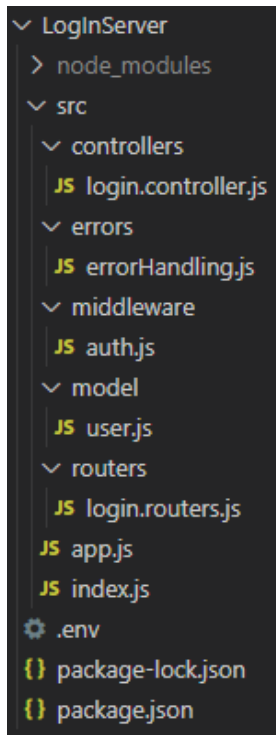 LogInServer
node_modules
src
controllers
JS login.controller.js
errors
JS errorHandling.js
middleware
JS auth.js
model
JS user.js
routers
JS login.routers.js
JS app.js
JS index.js
.env
{} package-lock.json
{} package.json